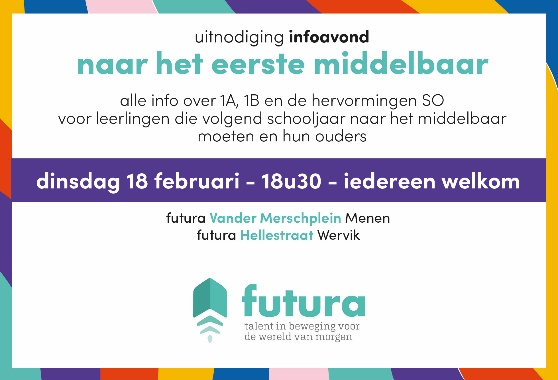 uitnodiging infoavond
naar het eerste middelbaar
alle info over 1A, 1B en de hervormingen SO
voor leerlingen die volgend schooljaar naar het middelbaar
moeten en hun ouders
dinsdag 18 februari - 18u30 - iedereen welkom
futura Vander Merschplein Menen
futura Hellestraat Wervik
futura
talent in beweging voor
de wereld van morgen